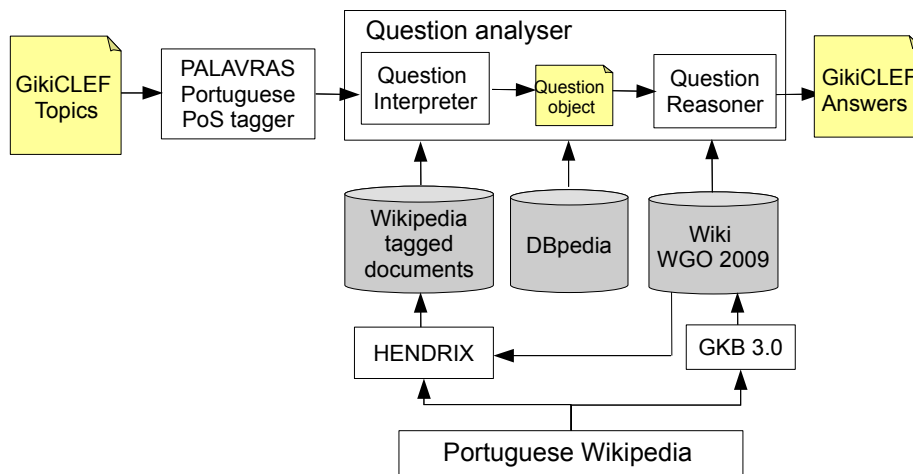 Question analyser
GikiCLEF
Topics
PALAVRAS
Portuguese
PoS tagger
Question
Interpreter
Question
object
Question
Reasoner
GikiCLEF
Answers
Wikipedia
tagged
documents
DBpedia
Wiki
WGO 2009
HENDRIX
GKB 3.0
Portuguese Wikipedia